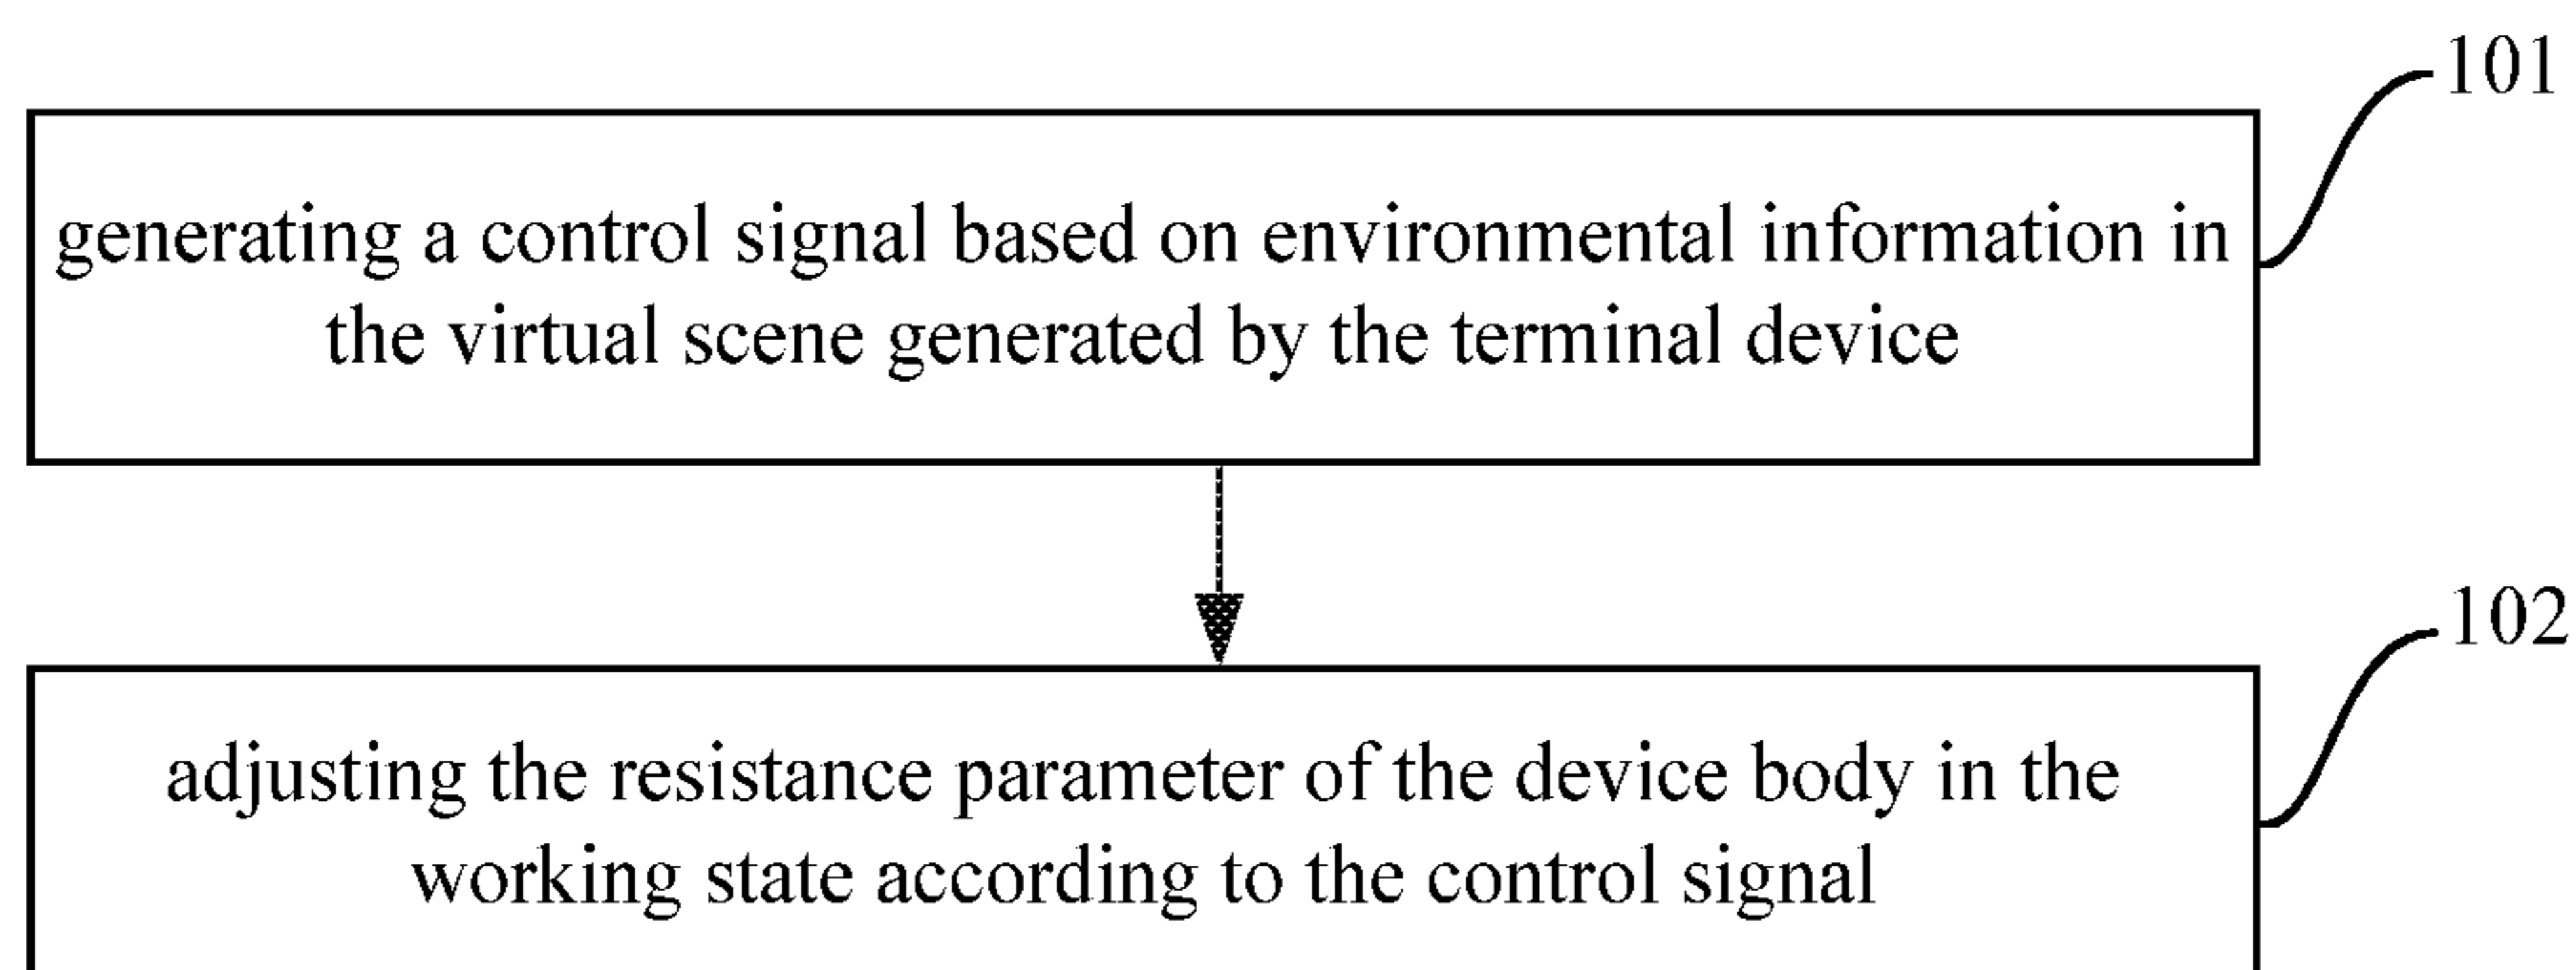 101
generating a control signal based on environmental information in
the virtual scene generated by the terminal device
102
adjusting the resistance parameter of the device body in the
working state according to the control signal